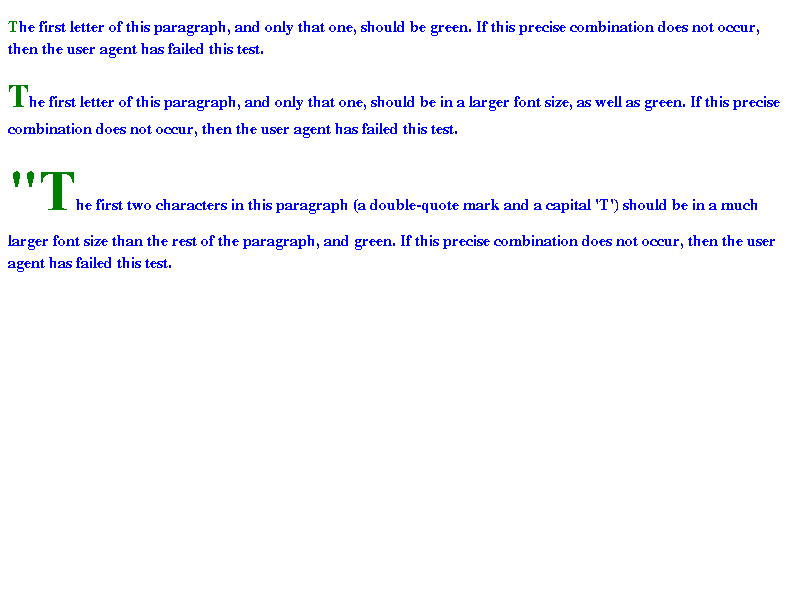 The first letter of this paragraph, and only that one, should be green. If this precise combination does not occur,
then the user agent has failed this test.
The first letter of this paragraph, and only that one, should be in a larger font size, as well as green. If this precise
combination does not occur, then the user agent has failed this test.
"The first two characters in this paragraph (a double-quote mark and a capital 'T') should be in a much
larger font size than the rest of the paragraph, and green. If this precise combination does not occur, then the user
agent has failed this test.